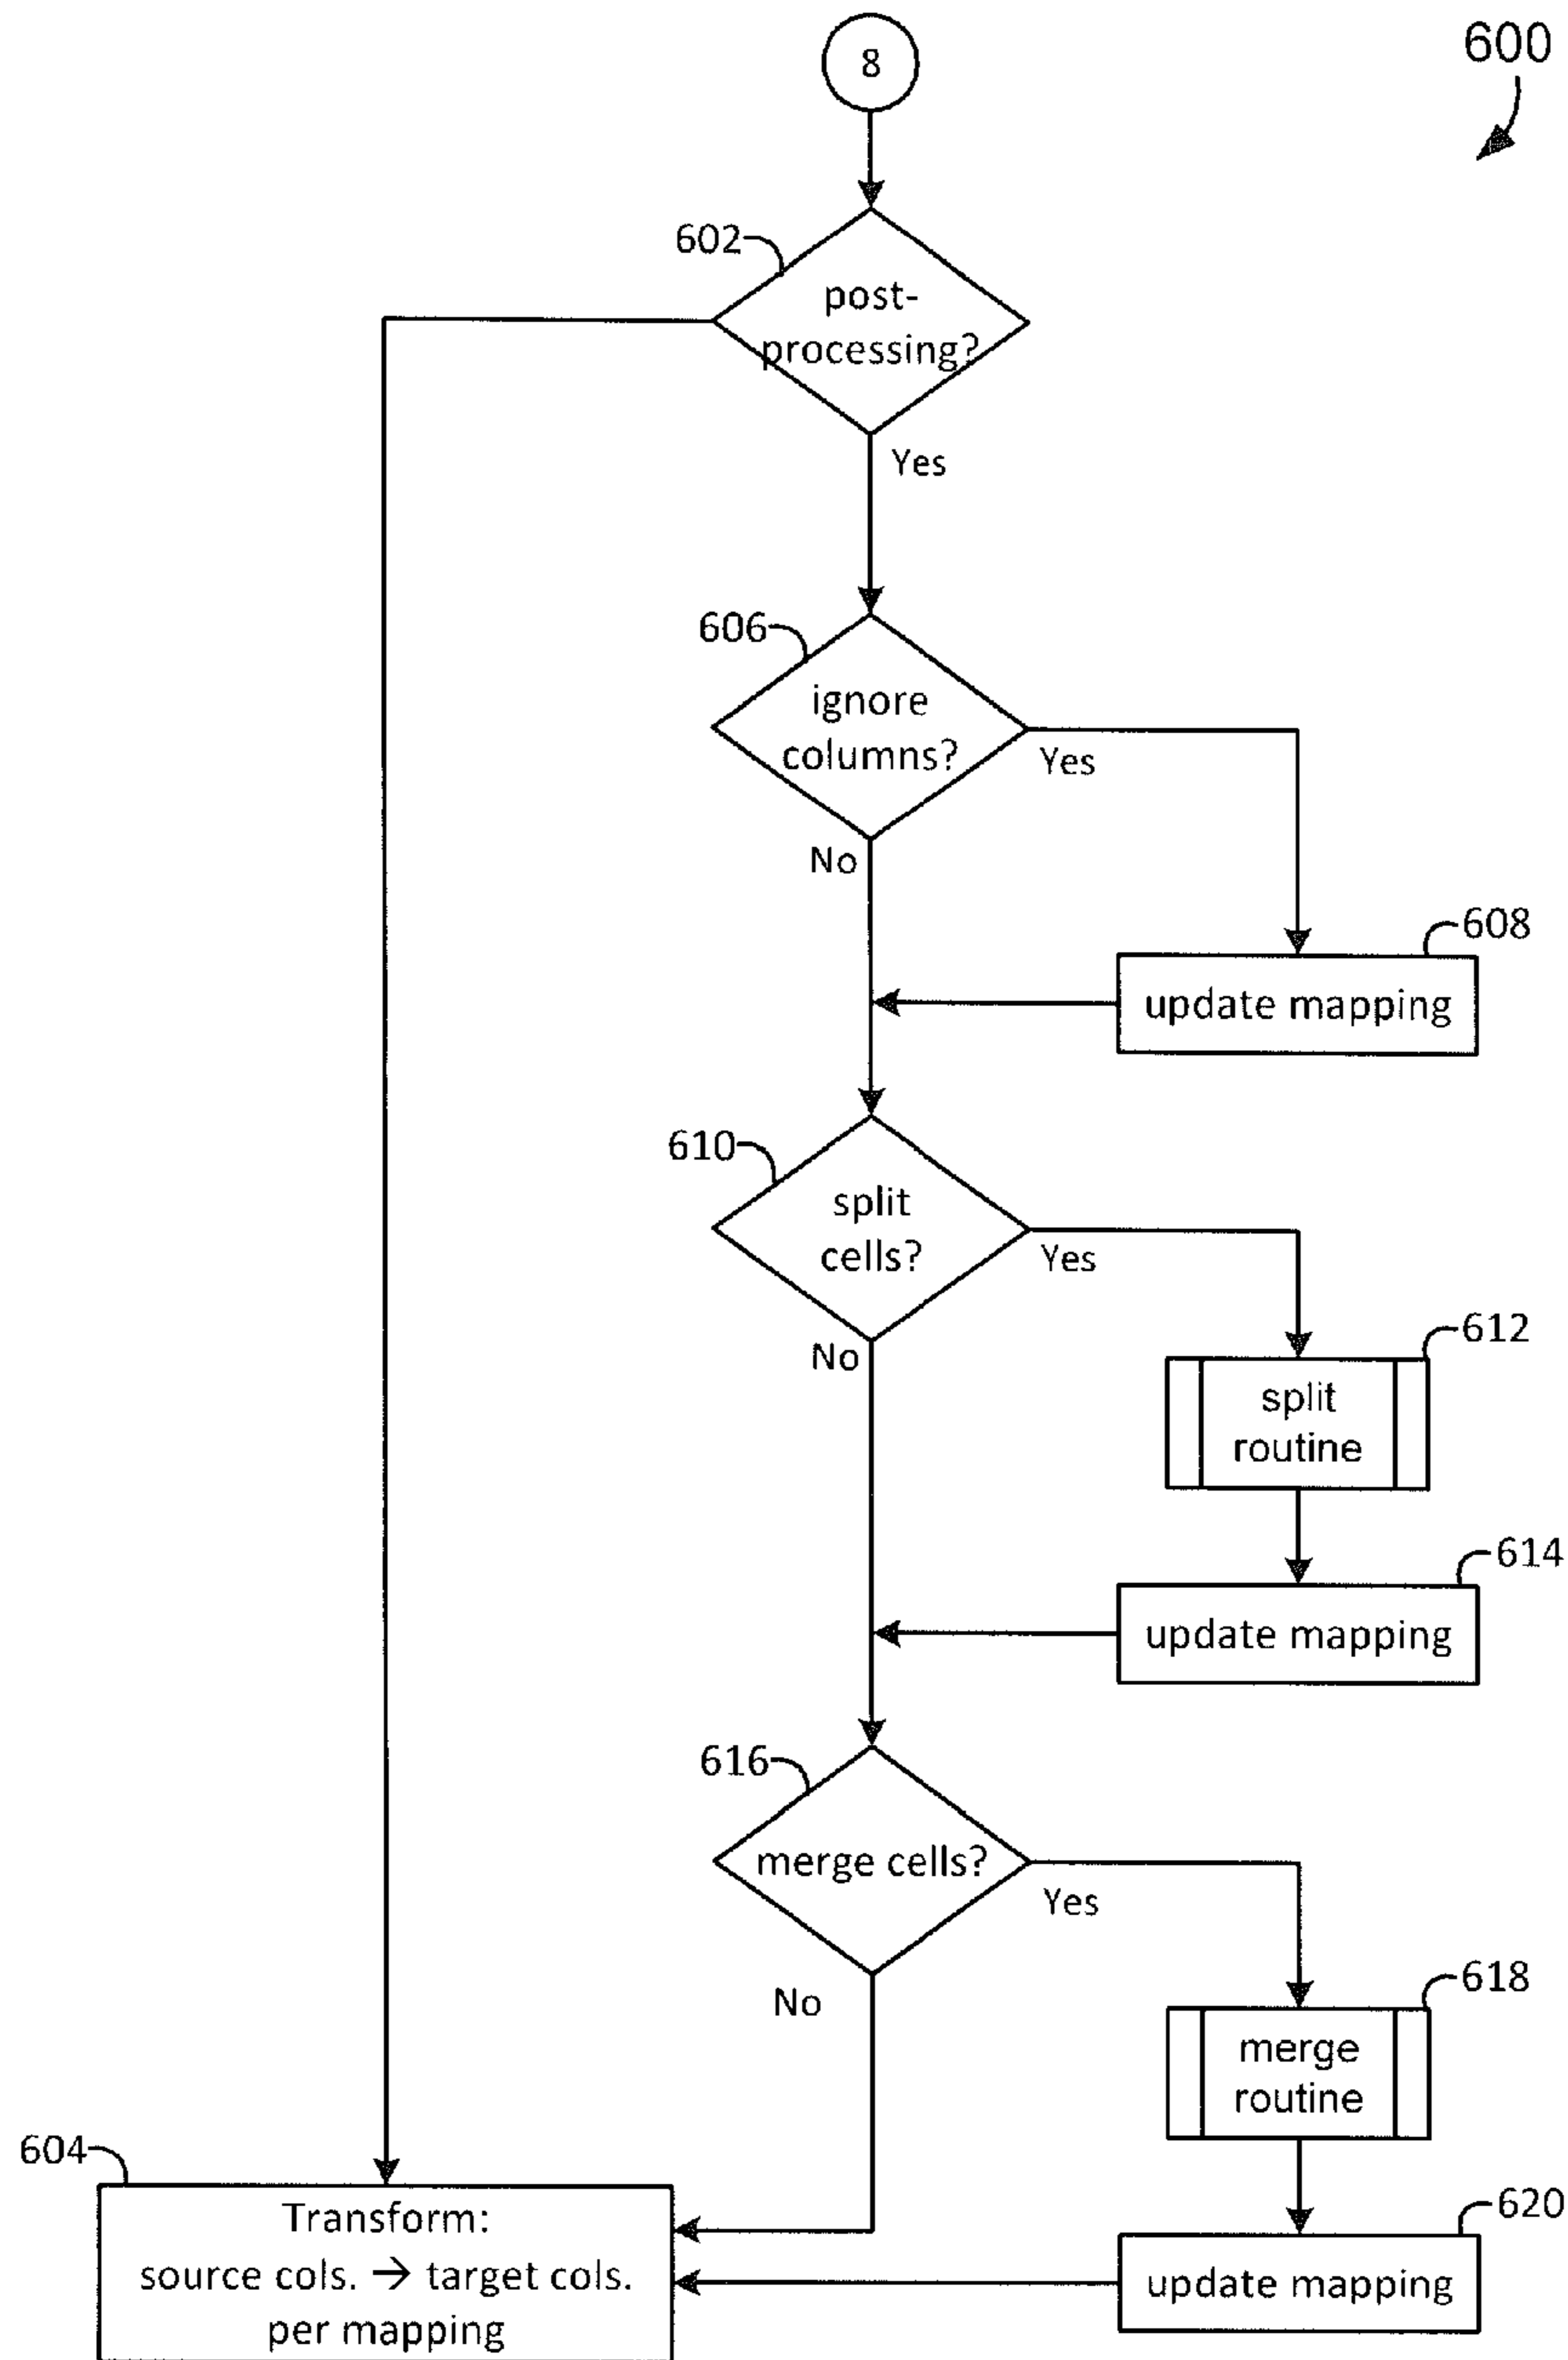 8
600
602
post-
processing?
Yes
606
ignore
columns?
Yes
No
608
update mapping
610
split
cells?
Yes
No
612
split
routine
614
update mapping
616
merge cells?
Yes
No
618
merge
routine
604
Transform:
source cols. → target cols.
per mapping
620
update mapping